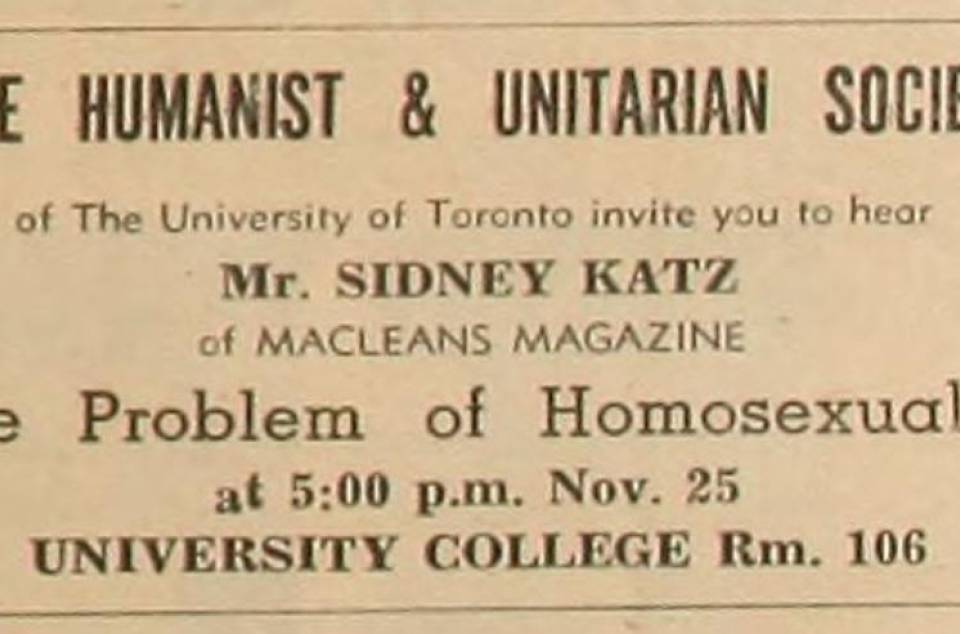 E HUMANIST & UNITARIAN SOCIE
of The University of Toronto invite you to hear
Mr. SIDNEY KATZ
of MACLEANS MAGAZINE
e Problem of Homosexual
at 5:00 p.m. Nov. 25
UNIVERSITY COLLEGE Rm. 106